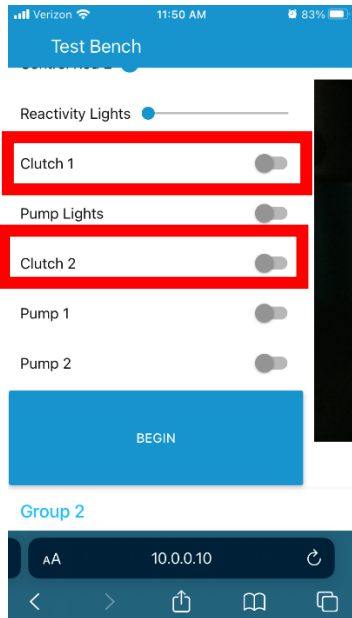 Verizon 11:50 AM 83%
Test Bench
Reactivity Lights
Clutch 1
Pump Lights
Clutch 2
Pump 1
Pump 2
BEGIN
Group 2
AA 10.0.0.10